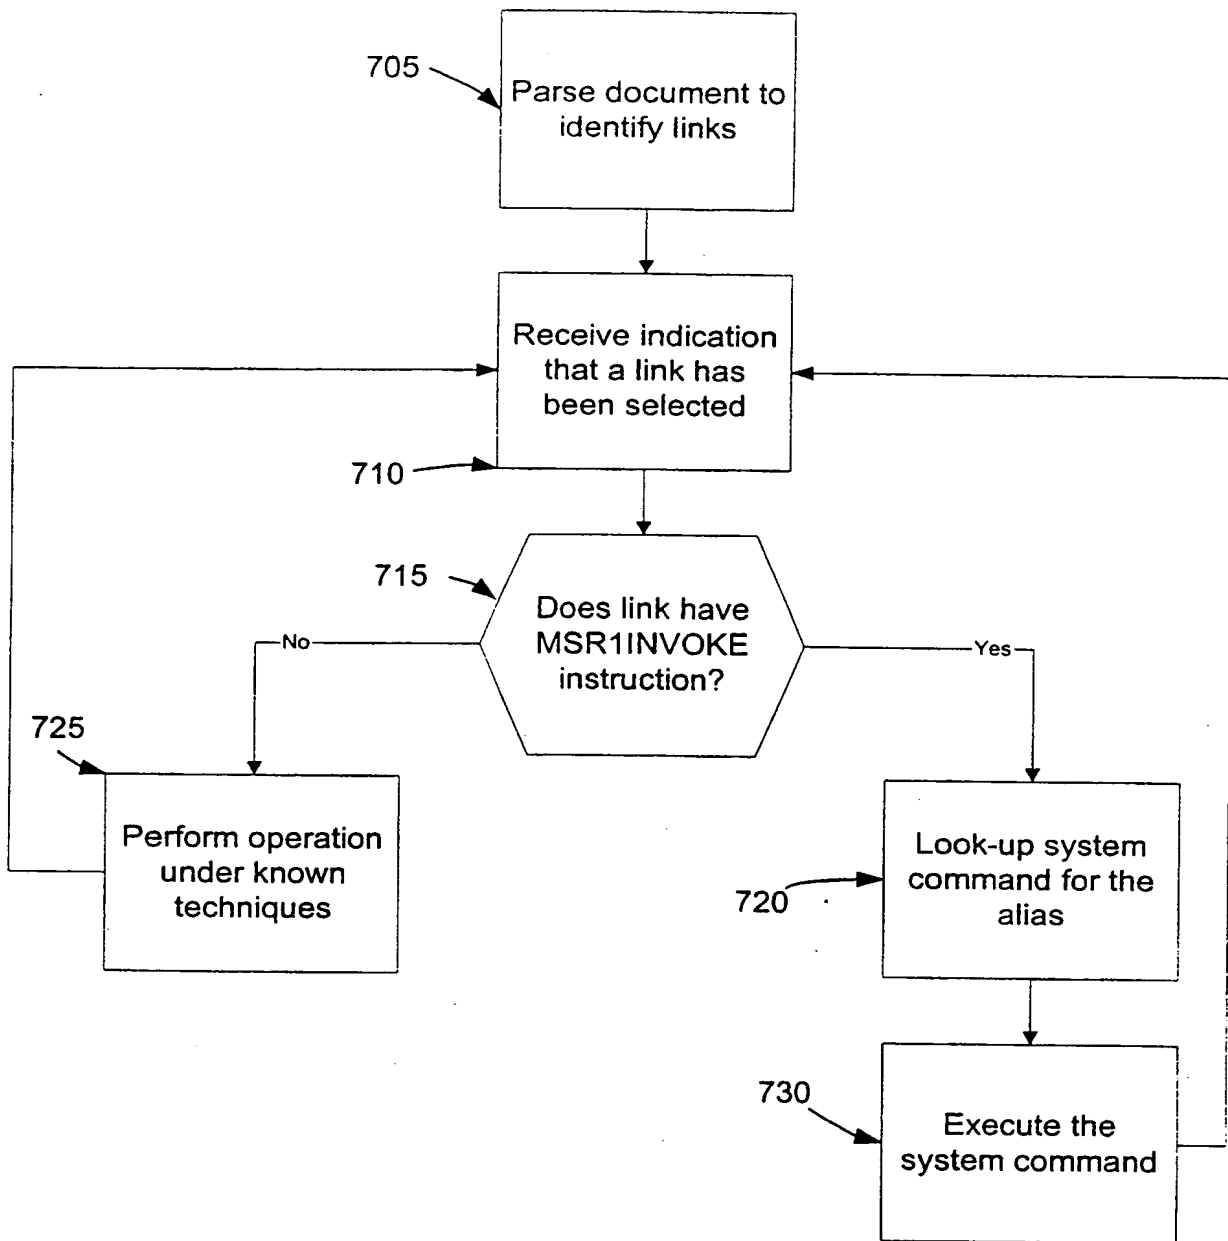 705
Parse document to
identify links
Receive indication
that a link has
been selected
710
715
Does link have
MSR1INVOKE
instruction?
No
Yes
725
Perform operation
under known
techniques
Look-up system
command for the
alias
720
730
Execute the
system command